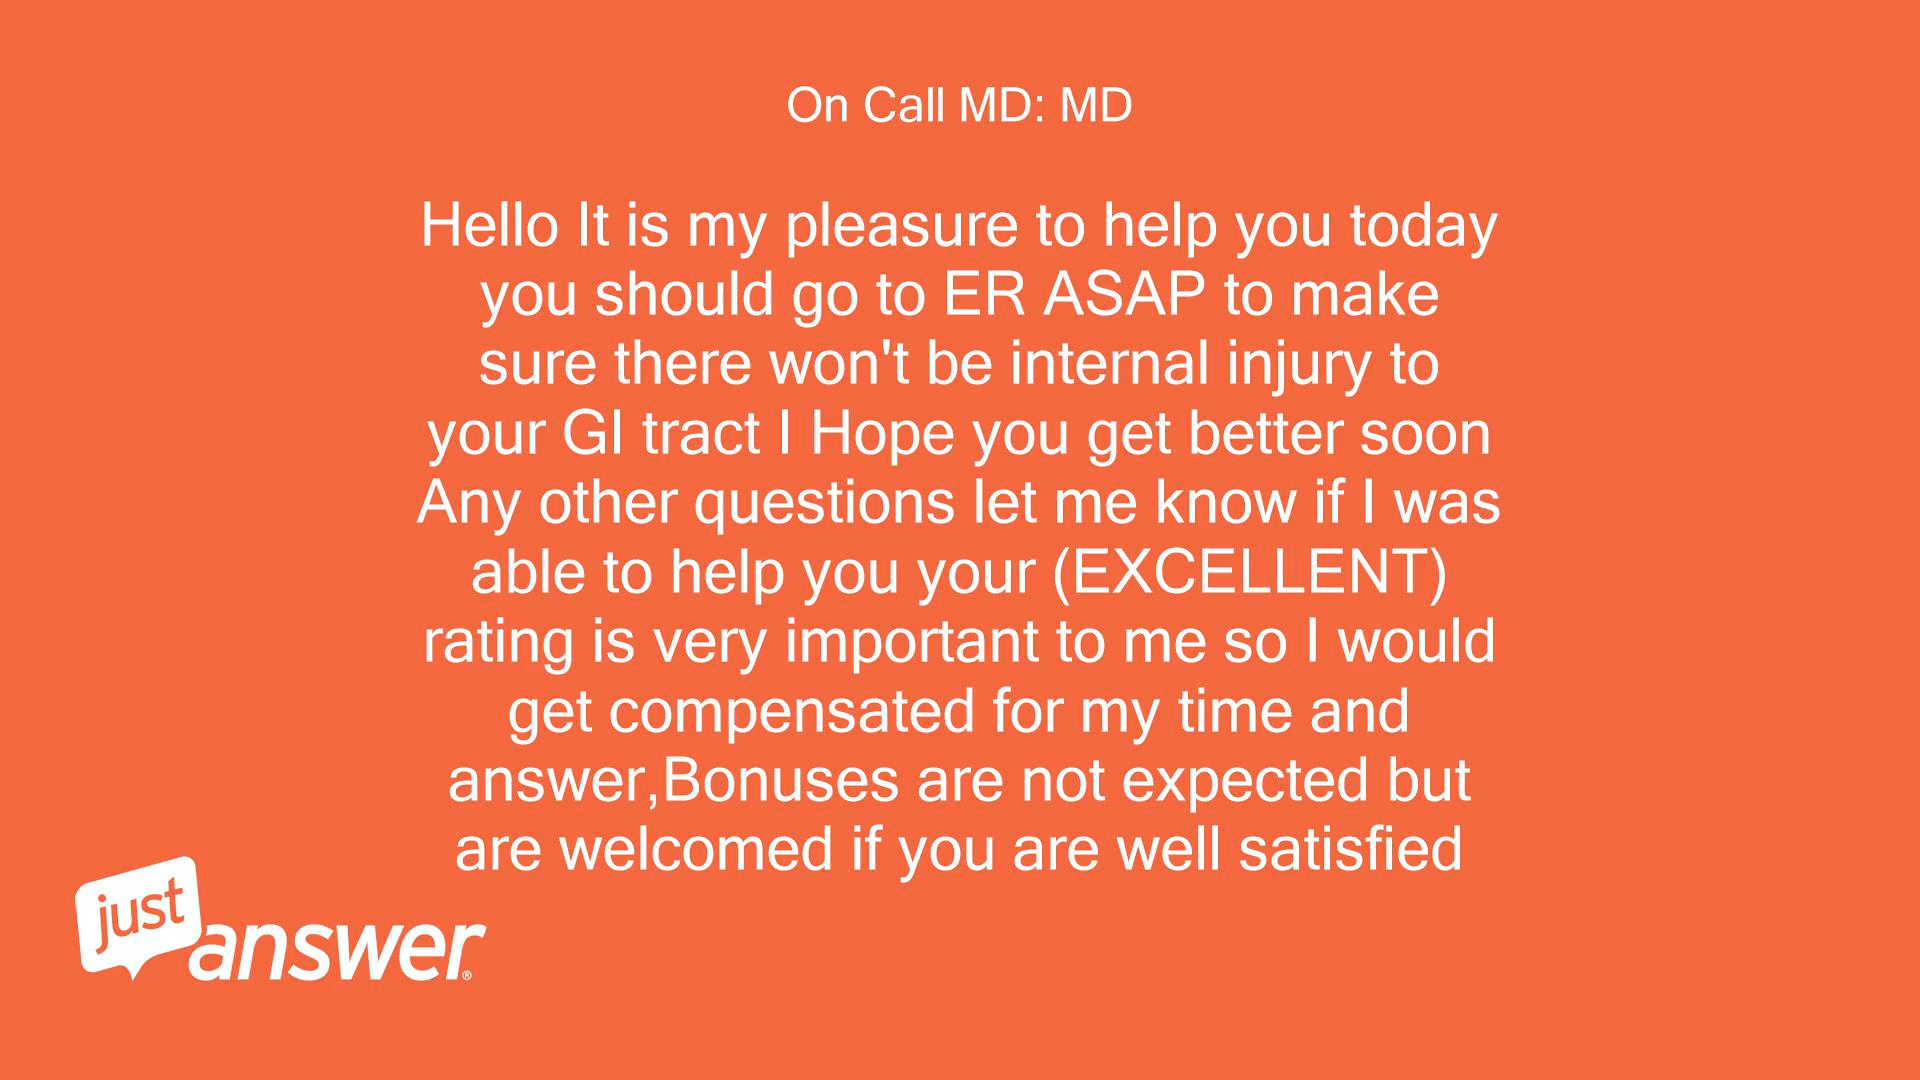 On Call MD: MD
Hello It is my pleasure to help you today
you should go to ER ASAP to make
sure there won't be internal injury to
your GI tract I Hope you get better soon
Any other questions let me know if I was
able to help you your (EXCELLENT)
rating is very important to me so I would
get compensated for my time and
answer,Bonuses are not expected but
are welcomed if you are well satisfied
just
answer®